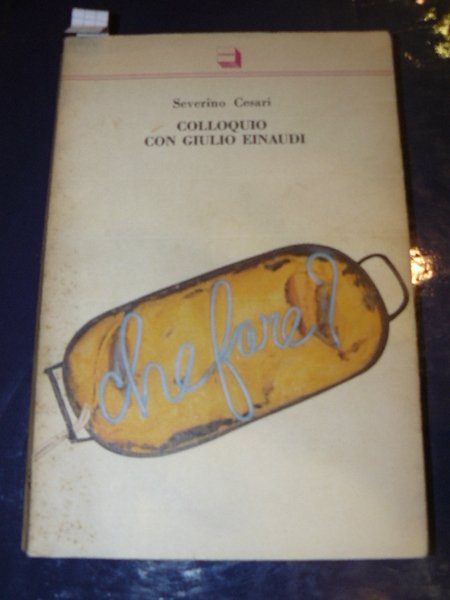 Severino Cesari
COLLOQUIO
CON GIULIO EINAUDI
che fare?